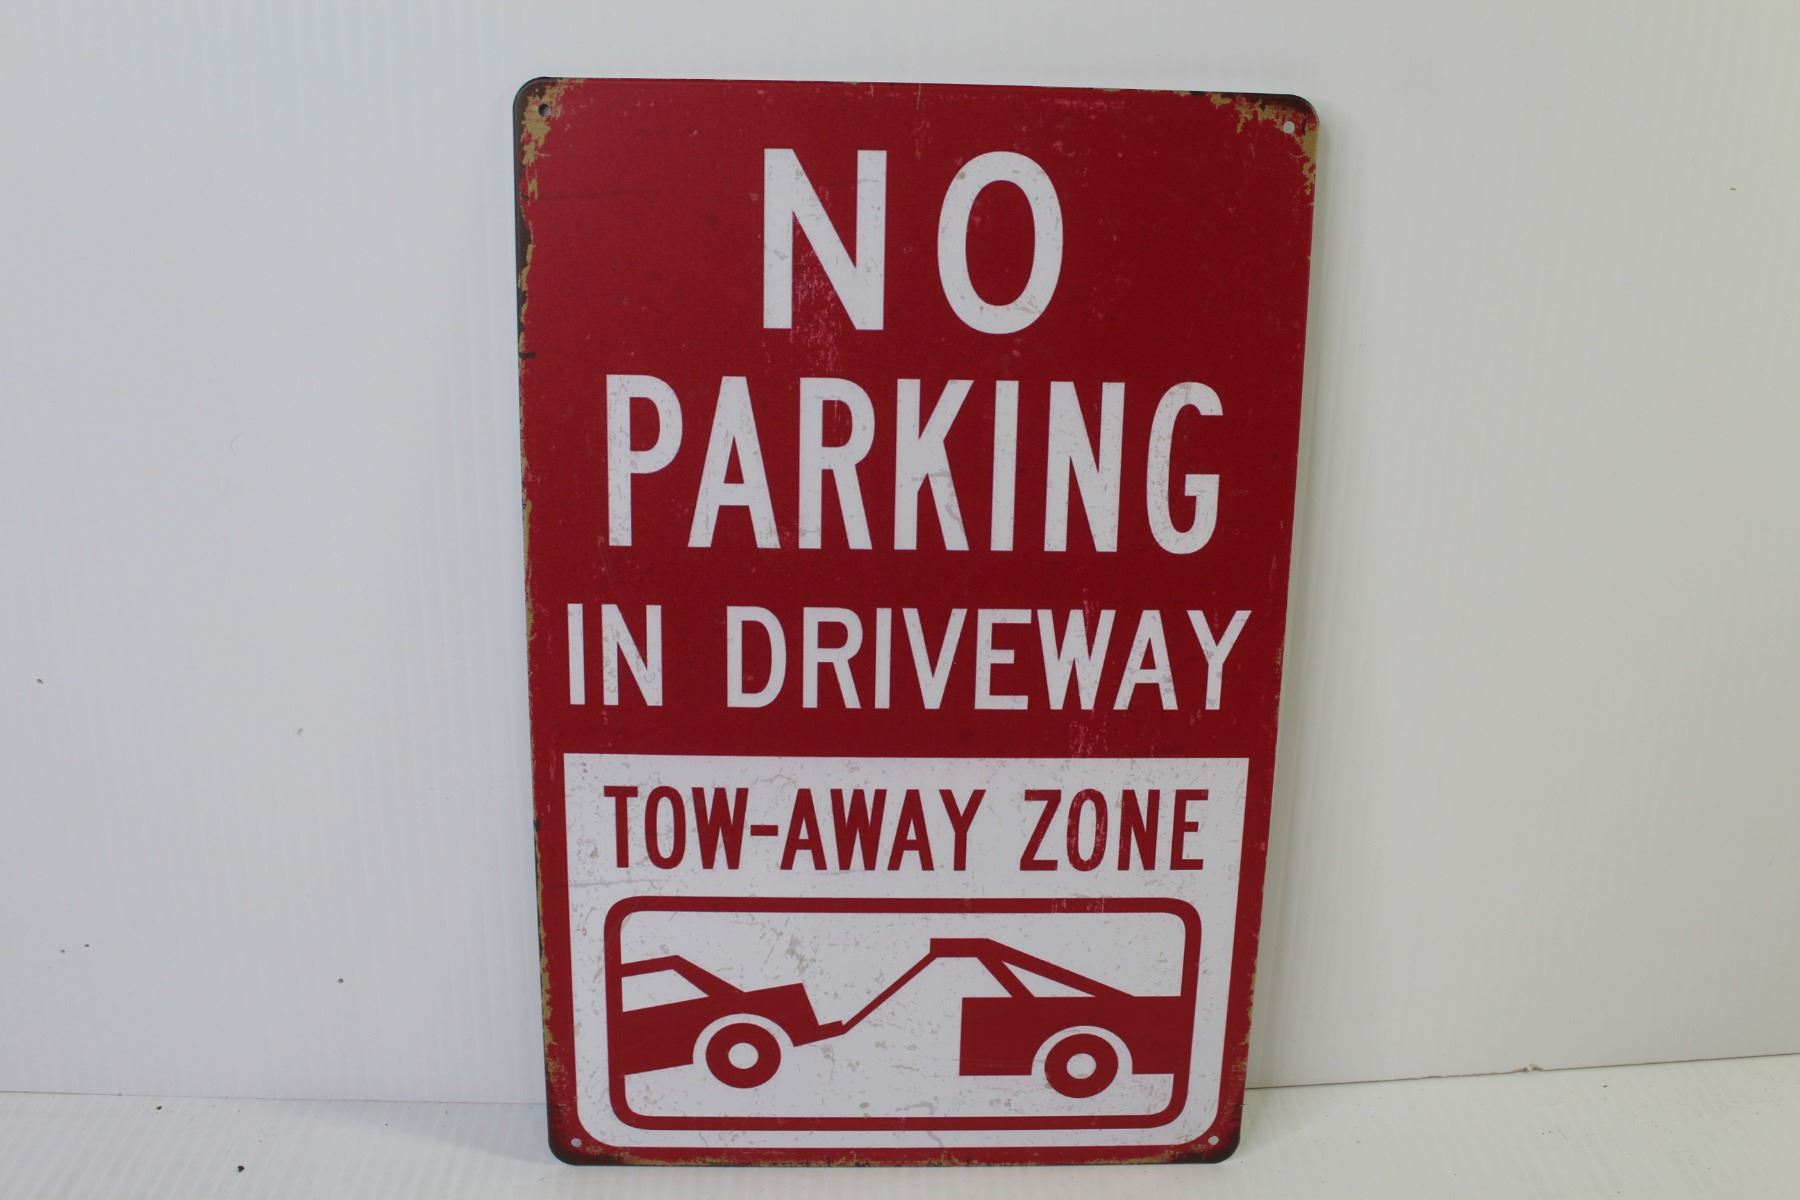 NO
PARKING
IN DRIVEWAY
TOW-AWAY ZONE